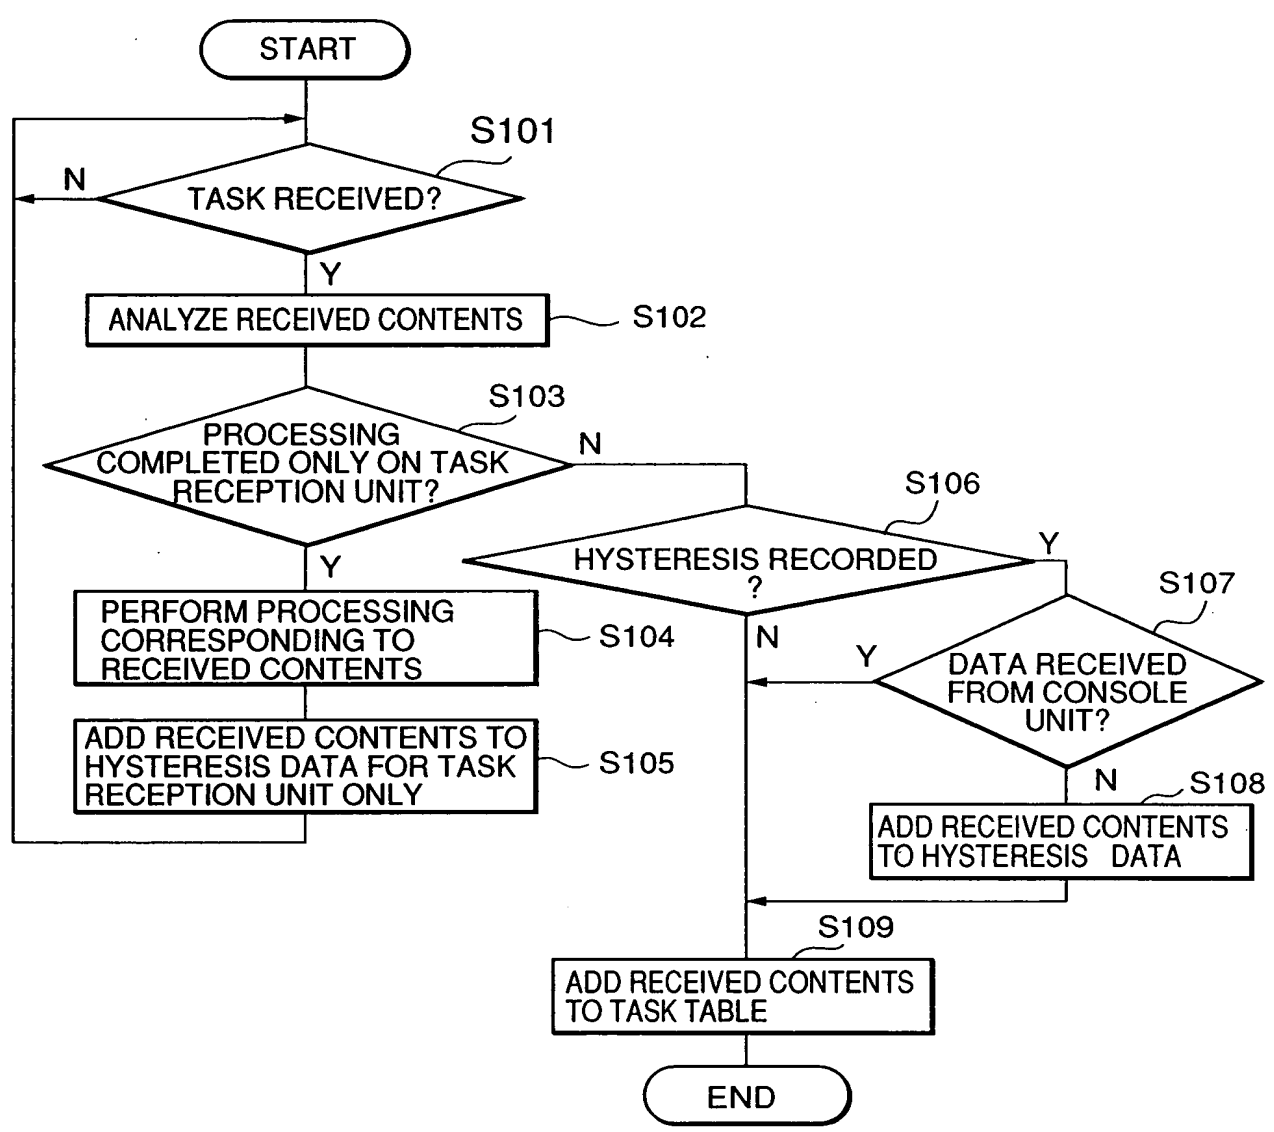 START
S101
N
TASK RECEIVED?
Y
ANALYZE RECEIVED CONTENTS
S102
S103
PROCESSING
COMPLETED ONLY ON TASK
RECEPTION UNIT?
N
Y
S106
HYSTERESIS RECORDED
?
Y
N
S107
DATA RECEIVED
FROM CONSOLE
UNIT?
Y
N
PERFORM PROCESSING
CORRESPONDING TO
RECEIVED CONTENTS
S104
ADD RECEIVED CONTENTS TO
HYSTERESIS DATA FOR TASK
RECEPTION UNIT ONLY
S105
S108
ADD RECEIVED CONTENTS
TO HYSTERESIS DATA
S109
ADD RECEIVED CONTENTS
TO TASK TABLE
END